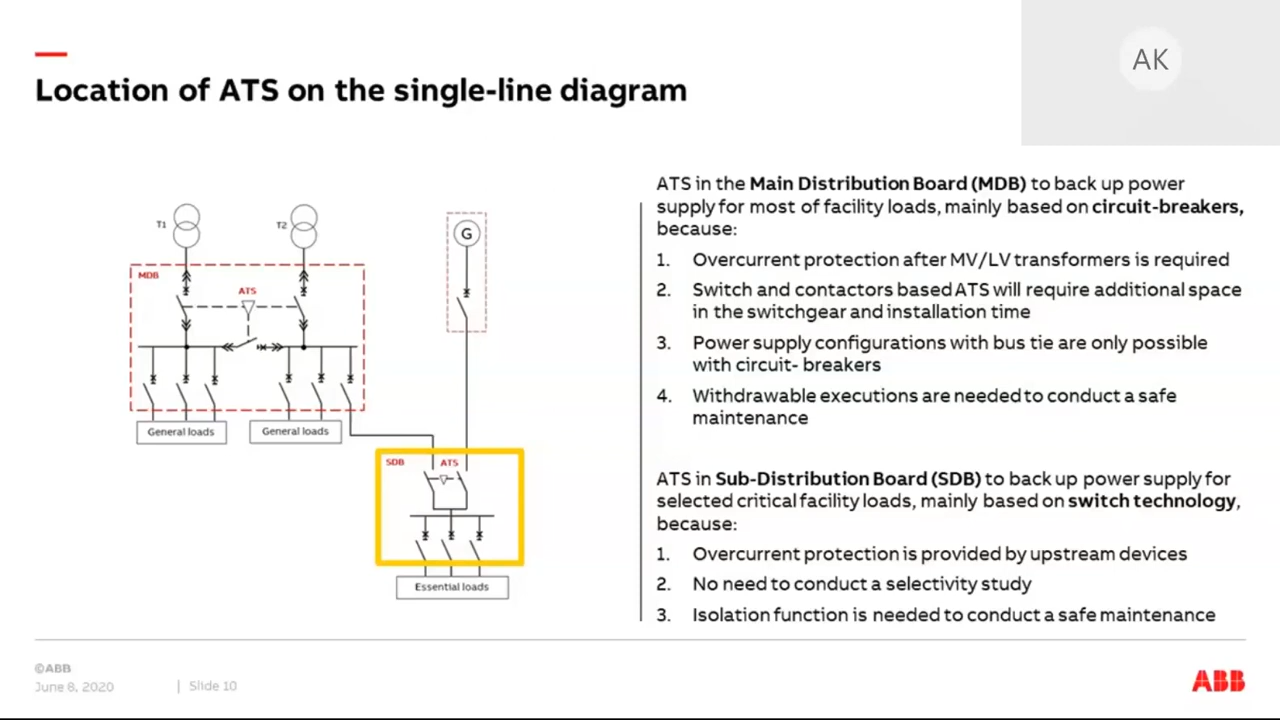 AK
Location of ATS on the single-line diagram
T1
T2
G
MDB
ATS
General loads
General loads
SDB
ATS
Essential loads
ATS in the Main Distribution Board (MDB) to back up power
supply for most of facility loads, mainly based on circuit-breakers,
because:
1. Overcurrent protection after MV/LV transformers is required
2. Switch and contactors based ATS will require additional space
in the switchgear and installation time
3. Power supply configurations with bus tie are only possible
with circuit- breakers
4. Withdrawable executions are needed to conduct a safe
maintenance
ATS in Sub-Distribution Board (SDB) to back up power supply for
selected critical facility loads, mainly based on switch technology,
because:
1. Overcurrent protection is provided by upstream devices
2. No need to conduct a selectivity study
3. Isolation function is needed to conduct a safe maintenance
©ABB
June 8, 2020 | Slide 10
ABB